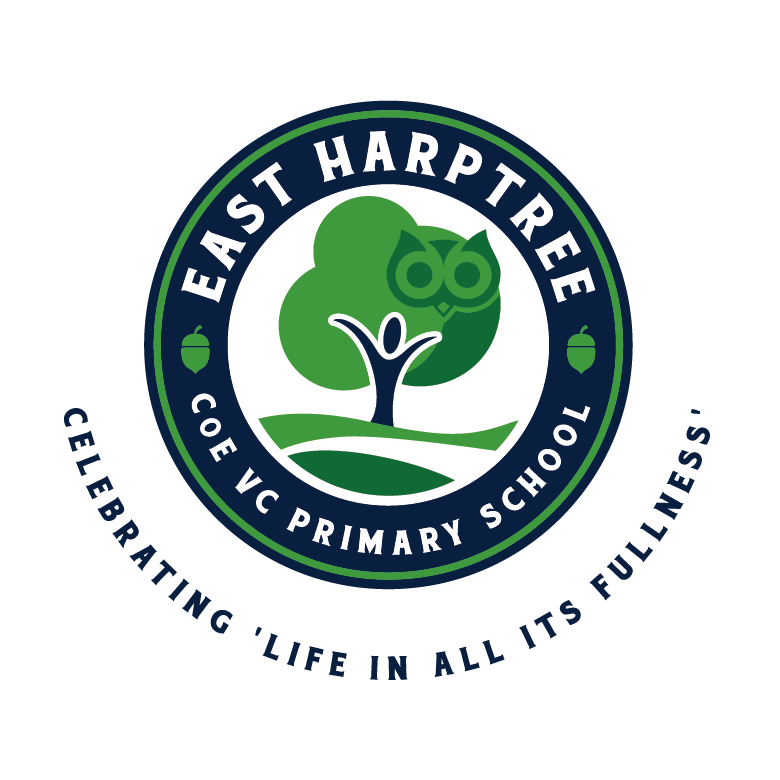 EAST HARPTREE
COE VC PRIMARY SCHOOL
CELEBRATING 'LIFE IN ALL ITS FULLNESS'